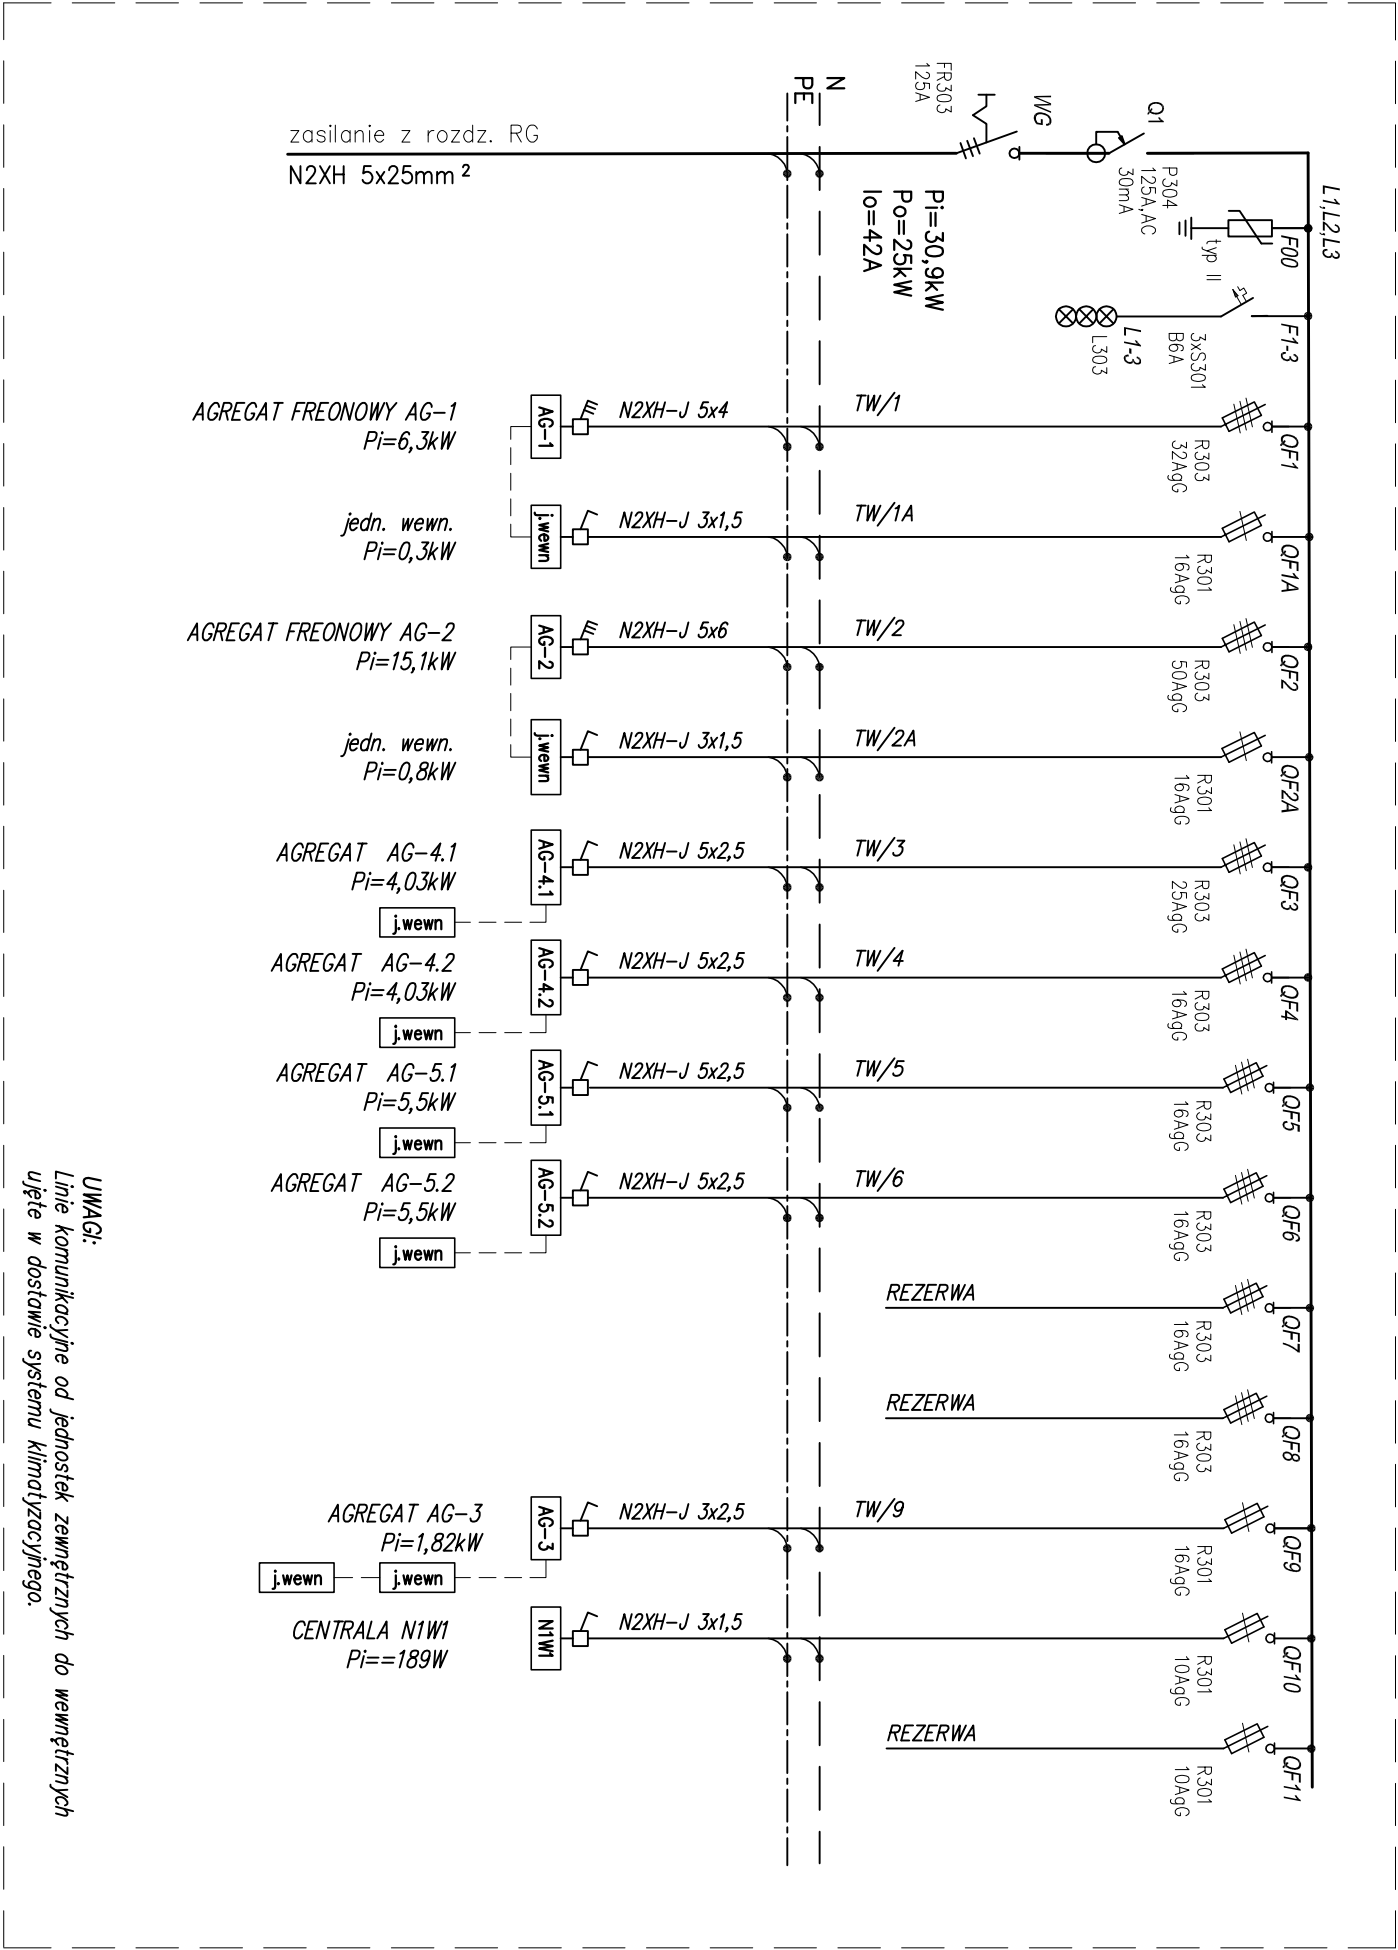 L1,L2,L3
Q1
P304
125A,AC
30mA
WG
FR303
125A
N
PE
zasilanie z rozdz. RG
N2XH 5x25mm²
Pi=30,9kW
Po=25kW
Io=42A
F00
typ II
F1-3
3xS301
B6A
L1-3
L303
QF1
R303
32AgG
TW/1
N2XH-J 5x4
AG-1
AGREGAT FREONOWY AG-1
Pi=6,3kW
QF1A
R301
16AgG
TW/1A
N2XH-J 3x1,5
j.wewn
jedn. wewn.
Pi=0,3kW
QF2
R303
50AgG
TW/2
N2XH-J 5x6
AG-2
AGREGAT FREONOWY AG-2
Pi=15,1kW
QF2A
R301
16AgG
TW/2A
N2XH-J 3x1,5
j.wewn
jedn. wewn.
Pi=0,8kW
QF3
R303
25AgG
TW/3
N2XH-J 5x2,5
AG-4.1
AGREGAT AG-4.1
Pi=4,03kW
j.wewn
QF4
R303
16AgG
TW/4
N2XH-J 5x2,5
AG-4.2
AGREGAT AG-4.2
Pi=4,03kW
j.wewn
QF5
R303
16AgG
TW/5
N2XH-J 5x2,5
AG-5.1
AGREGAT AG-5.1
Pi=5,5kW
j.wewn
QF6
R303
16AgG
TW/6
N2XH-J 5x2,5
AG-5.2
AGREGAT AG-5.2
Pi=5,5kW
j.wewn
QF7
R303
16AgG
REZERWA
QF8
R303
16AgG
REZERWA
QF9
R301
16AgG
TW/9
N2XH-J 3x2,5
AG-3
AGREGAT AG-3
Pi=1,82kW
j.wewn
j.wewn
QF10
R301
10AgG
N2XH-J 3x1,5
N1W1
CENTRALA N1W1
Pi==189W
QF11
R301
10AgG
REZERWA
UWAGI:
Linie komunikacyjne od jednostek zewnętrznych do wewnętrznych
ujęte w dostawie systemu klimatyzacyjnego.